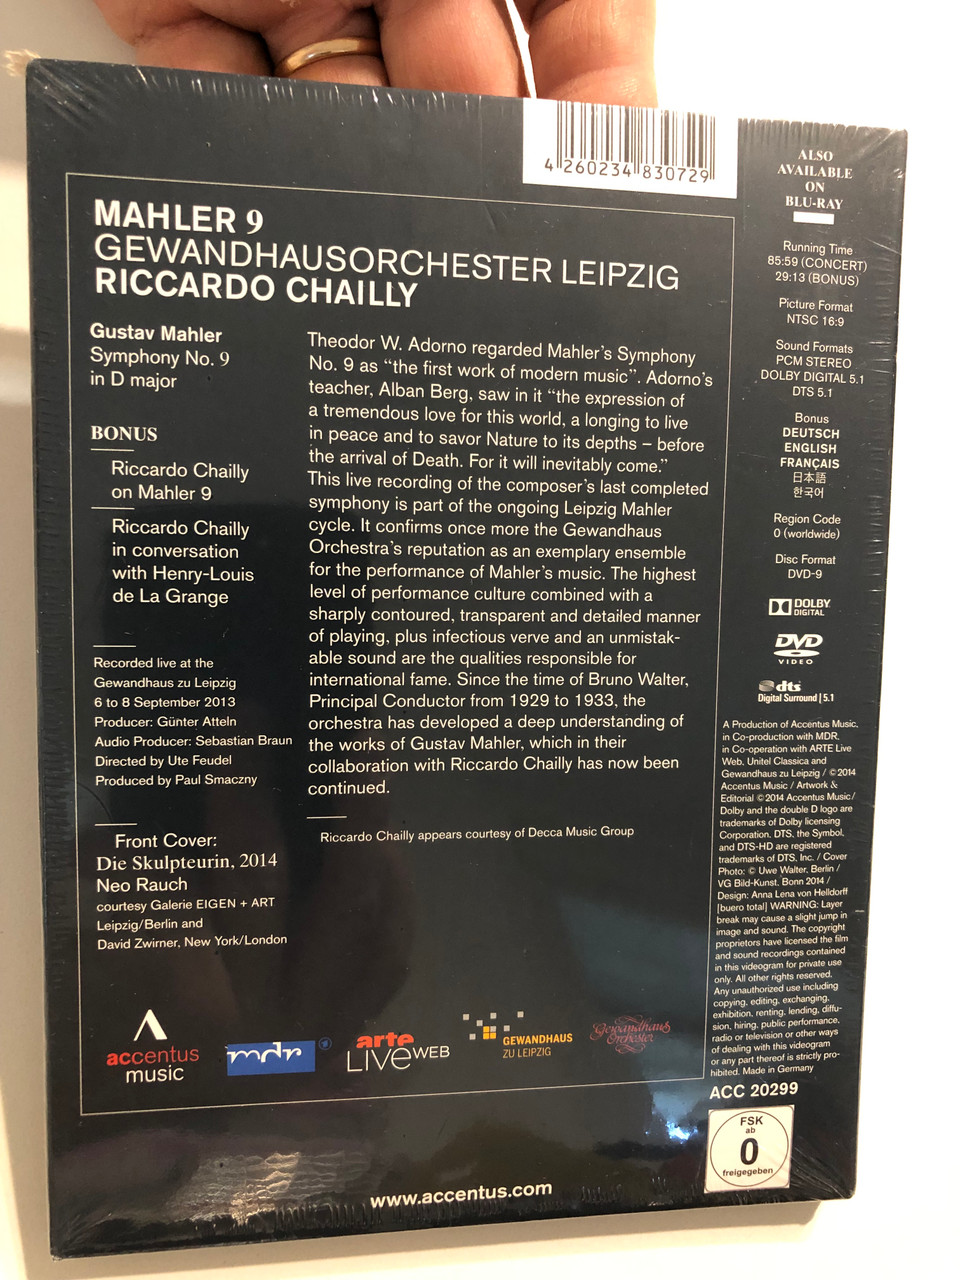 4 260234 830729
MAHLER 9
GEWANDHAUSORCHESTER LEIPZIG
RICCARDO CHAILLY
Gustav Mahler
Symphony No. 9
in D major
BONUS
Riccardo Chailly
on Mahler 9
Riccardo Chailly
in conversation
with Henry-Louis
de La Grange
Recorded live at the
Gewandhaus zu Leipzig
6 to 8 September 2013
Producer: Günter Atteln
Audio Producer: Sebastian Braun
Directed by Ute Feudel
Produced by Paul Smaczny
Front Cover:
Die Skulpteurin, 2014
Neo Rauch
courtesy Galerie EIGEN + ART
Leipzig/Berlin and
David Zwirner, New York/London
Theodor W. Adorno regarded Mahler's Symphony
No. 9 as “the first work of modern music”. Adorno's
teacher, Alban Berg, saw in it “the expression of
a tremendous love for this world, a longing to live
in peace and to savor Nature to its depths – before
the arrival of Death. For it will inevitably come.”
This live recording of the composer's last completed
symphony is part of the ongoing Leipzig Mahler
cycle. It confirms once more the Gewandhaus
Orchestra's reputation as an exemplary ensemble
for the performance of Mahler's music. The highest
level of performance culture combined with a
sharply contoured, transparent and detailed manner
of playing, plus infectious verve and an unmistak-
able sound are the qualities responsible for
international fame. Since the time of Bruno Walter,
Principal Conductor from 1929 to 1933, the
orchestra has developed a deep understanding of
the works of Gustav Mahler, which in their
collaboration with Riccardo Chailly has now been
continued.
Riccardo Chailly appears courtesy of Decca Music Group
ALSO
AVAILABLE
ON
BLU-RAY
Running Time
85:59 (CONCERT)
29:13 (BONUS)
Picture Format
NTSC 16:9
Sound Formats
PCM STEREO
DOLBY DIGITAL 5.1
DTS 5.1
Bonus
DEUTSCH
ENGLISH
FRANÇAIS
日本語
한국어
Region Code
0 (worldwide)
Disc Format
DVD-9
DOLBY
DIGITAL
DVD
VIDEO
dts
Digital Surround | 5.1
A Production of Accentus Music,
in Co-production with MDR,
in Co-operation with ARTE Live
Web, Unitel Classica and
Gewandhaus zu Leipzig / © 2014
Accentus Music / Artwork &
Editorial © 2014 Accentus Music /
Dolby and the double D logo are
trademarks of Dolby licensing
Corporation. DTS, the Symbol,
and DTS-HD are registered
trademarks of DTS, Inc. / Cover
Photo: © Uwe Walter, Berlin /
VG Bild-Kunst, Bonn 2014 /
Design: Anna Lena von Helldorff
[buero total] WARNING: Layer
break may cause a slight jump in
image and sound. The copyright
proprietors have licensed the film
and sound recordings contained
in this videogram for private use
only. All other rights reserved.
Any unauthorized use including
copying, editing, exchanging,
exhibition, renting, lending, diffu-
sion, hiring, public performance,
radio or television or other ways
of dealing with this videogram
or any part thereof is strictly pro-
hibited. Made in Germany
ACC 20299
accentus
music
mdr
arte
LIVE WEB
GEWANDHAUS
ZU LEIPZIG
Gewandhaus
Orchester
FSK
ab
0
freigegeben
www.accentus.com